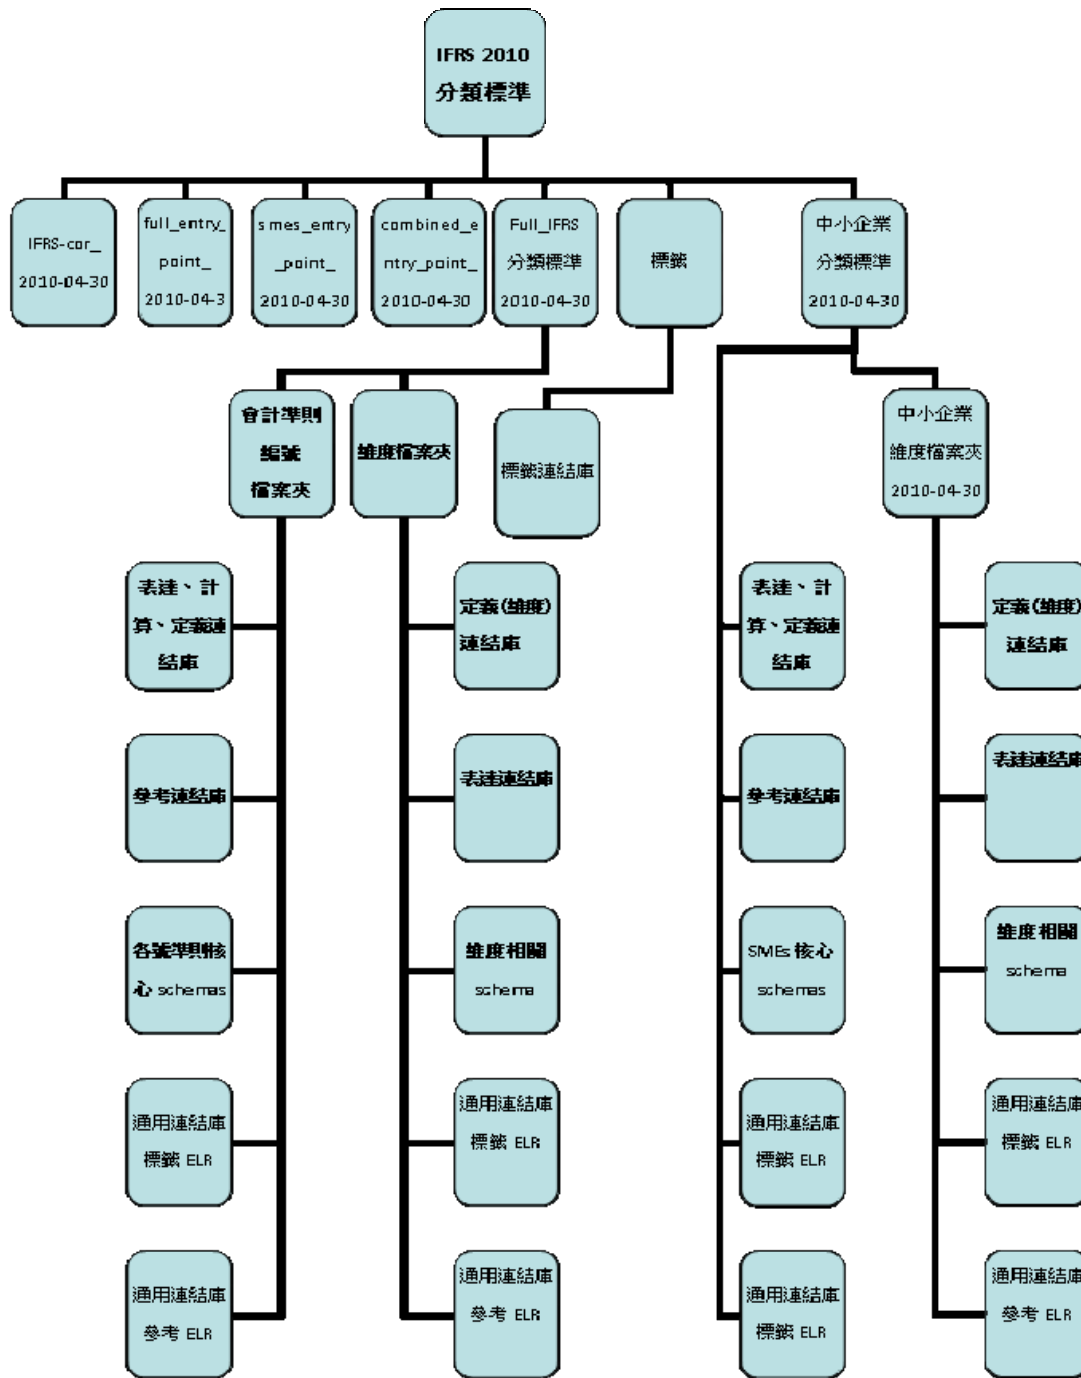 IFRS 2010
分類標準
IFRS-cor_
2010-04-30
full_entry_
point_
2010-04-3
smes_entry
_point_
2010-04-30
combined_e
ntry_point_
2010-04-30
Full_IFRS
分類標準
2010-04-30
標籤
中小企業
分類標準
2010-04-30
會計準則
編號
檔案夾
維度檔案夾
標籤連結庫
中小企業
維度檔案夾
2010-04-30
表達、計
算、定義連
結庫
定義(維度)
連結庫
表達、計
算、定義連
結庫
定義(維度)
連結庫
參考連結庫
表達連結庫
參考連結庫
表達連結庫
各號準則核
心 schemas
維度相關
schema
SMEs 核心
schemas
維度相關
schema
通用連結庫
標籤 ELR
通用連結庫
標籤 ELR
通用連結庫
標籤 ELR
通用連結庫
標籤 ELR
通用連結庫
參考 ELR
通用連結庫
參考 ELR
通用連結庫
標籤 ELR
通用連結庫
參考 ELR